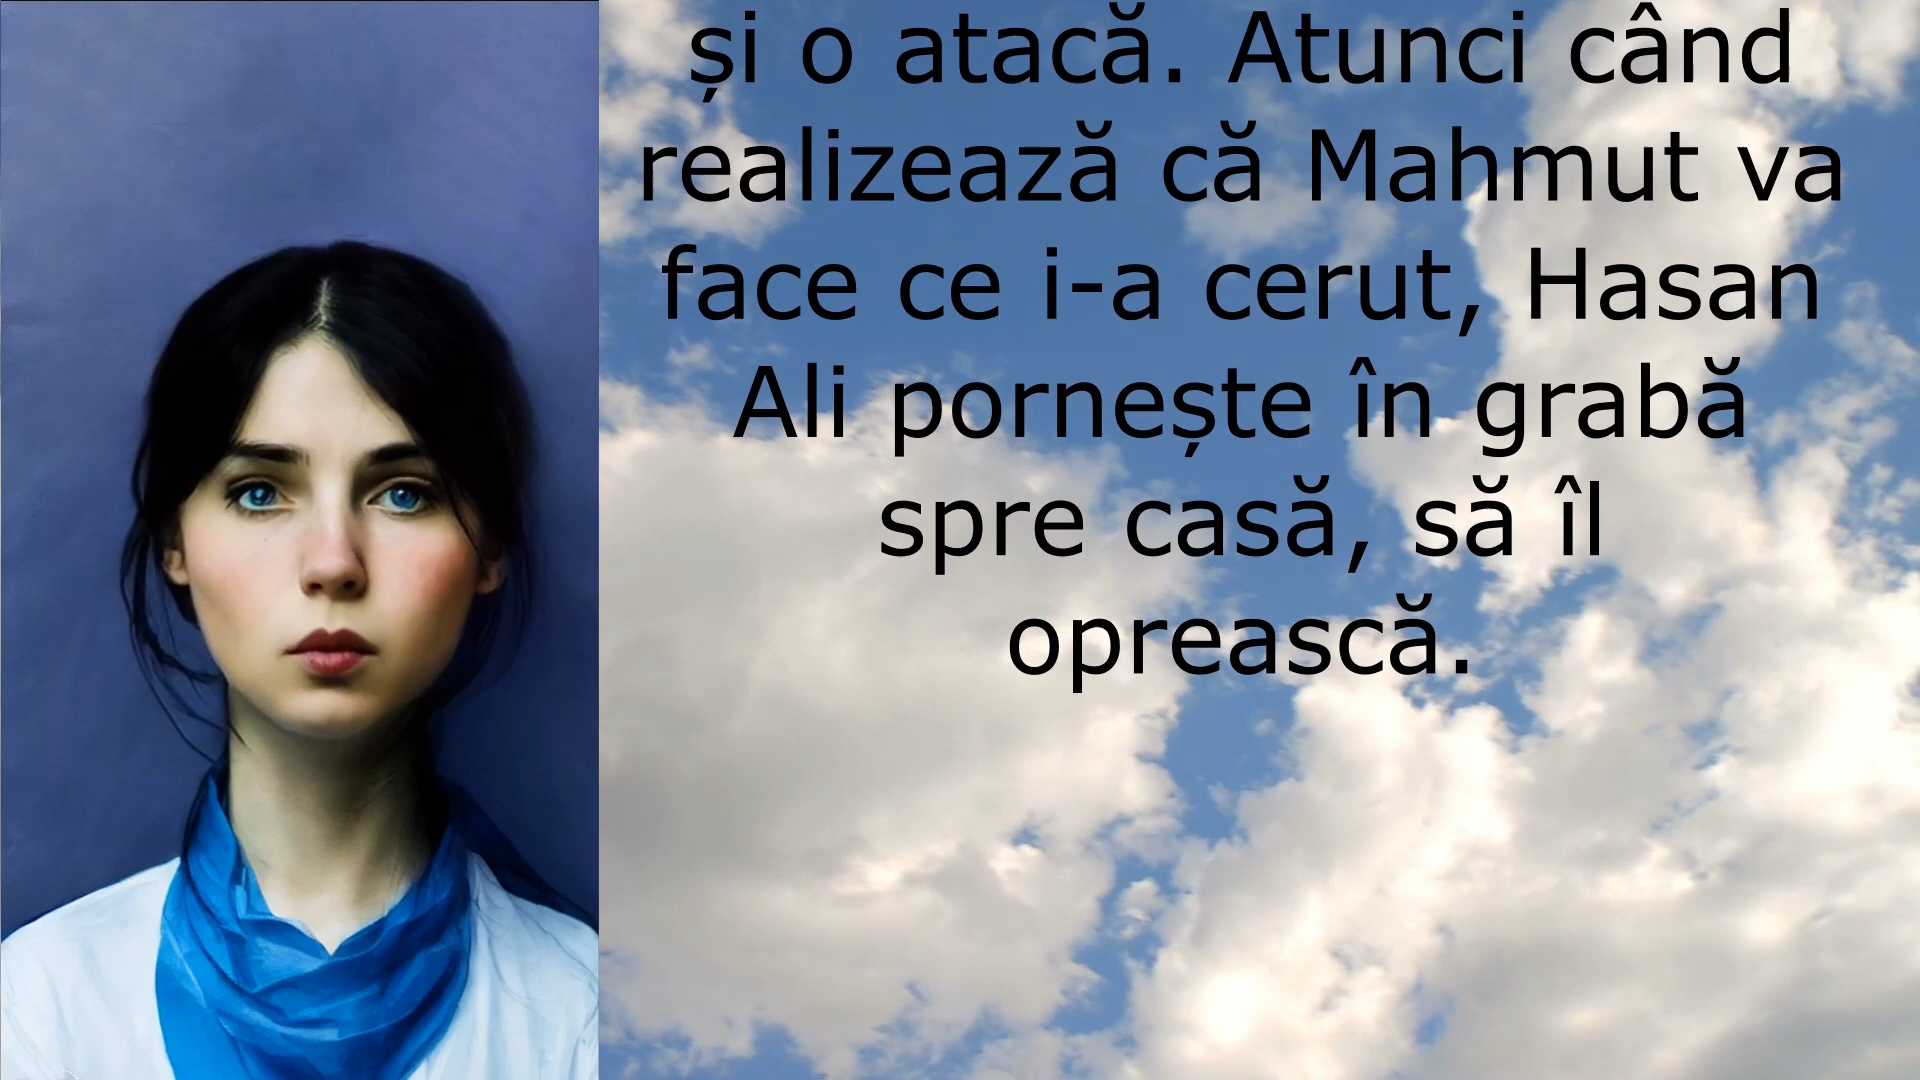 și o atacă. Atunci când
realizează că Mahmut va
face ce i-a cerut, Hasan
Ali pornește în grabă
spre casă, să îl
oprească.